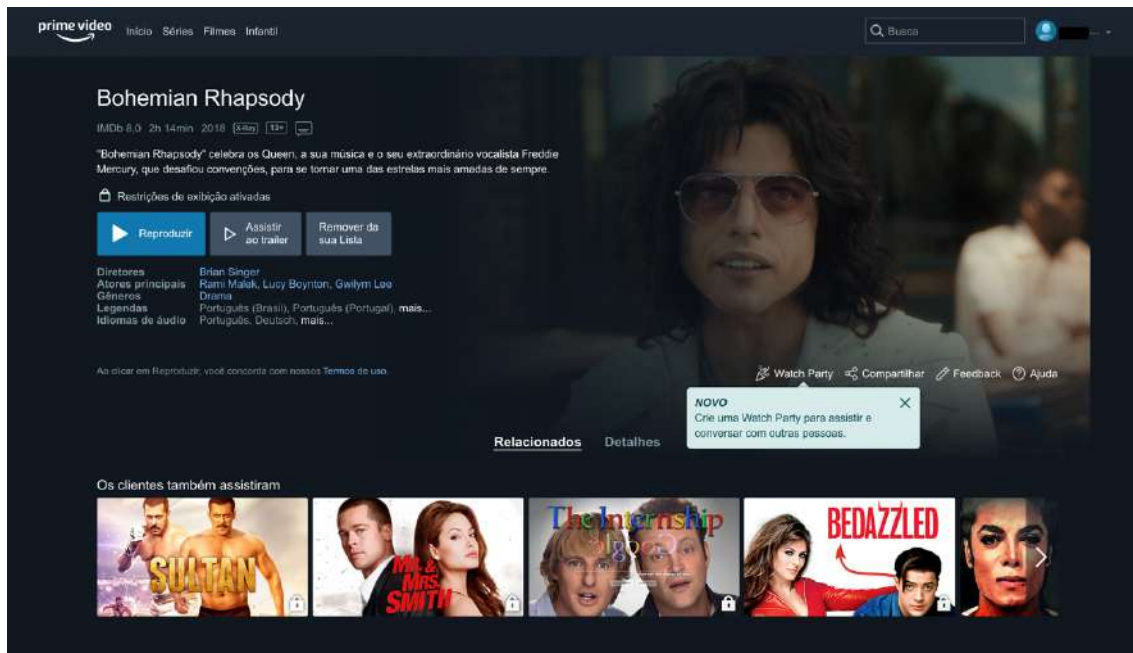 prime video
Início Séries Filmes Infantil
Busca
Bohemian Rhapsody
IMDb 8,0 2h 14min 2018 X-Ray 13+
"Bohemian Rhapsody" celebra os Queen, a sua música e o seu extraordinário vocalista Freddie
Mercury, que desafiou convenções, para se tornar uma das estrelas mais amadas de sempre.
Restrições de exibição ativadas
Reproduzir
Assistir
ao trailer
Remover da
sua Lista
Diretores Brian Singer
Atores principais Rami Malek, Lucy Boynton, Gwilym Lee
Gêneros Drama
Legendas Português (Brasil), Português (Portugal), mais...
Idiomas de áudio Português, Deutsch, mais...
Ao clicar em Reproduzir, você concorda com nossos Termos de uso.
Watch Party Compartilhar Feedback Ajuda
NOVO
Crie uma Watch Party para assistir e
conversar com outras pessoas.
Relacionados Detalhes
Os clientes também assistiram
SULTAN
MR. &
MRS.
SMITH
The Internship
BEDAZZLED